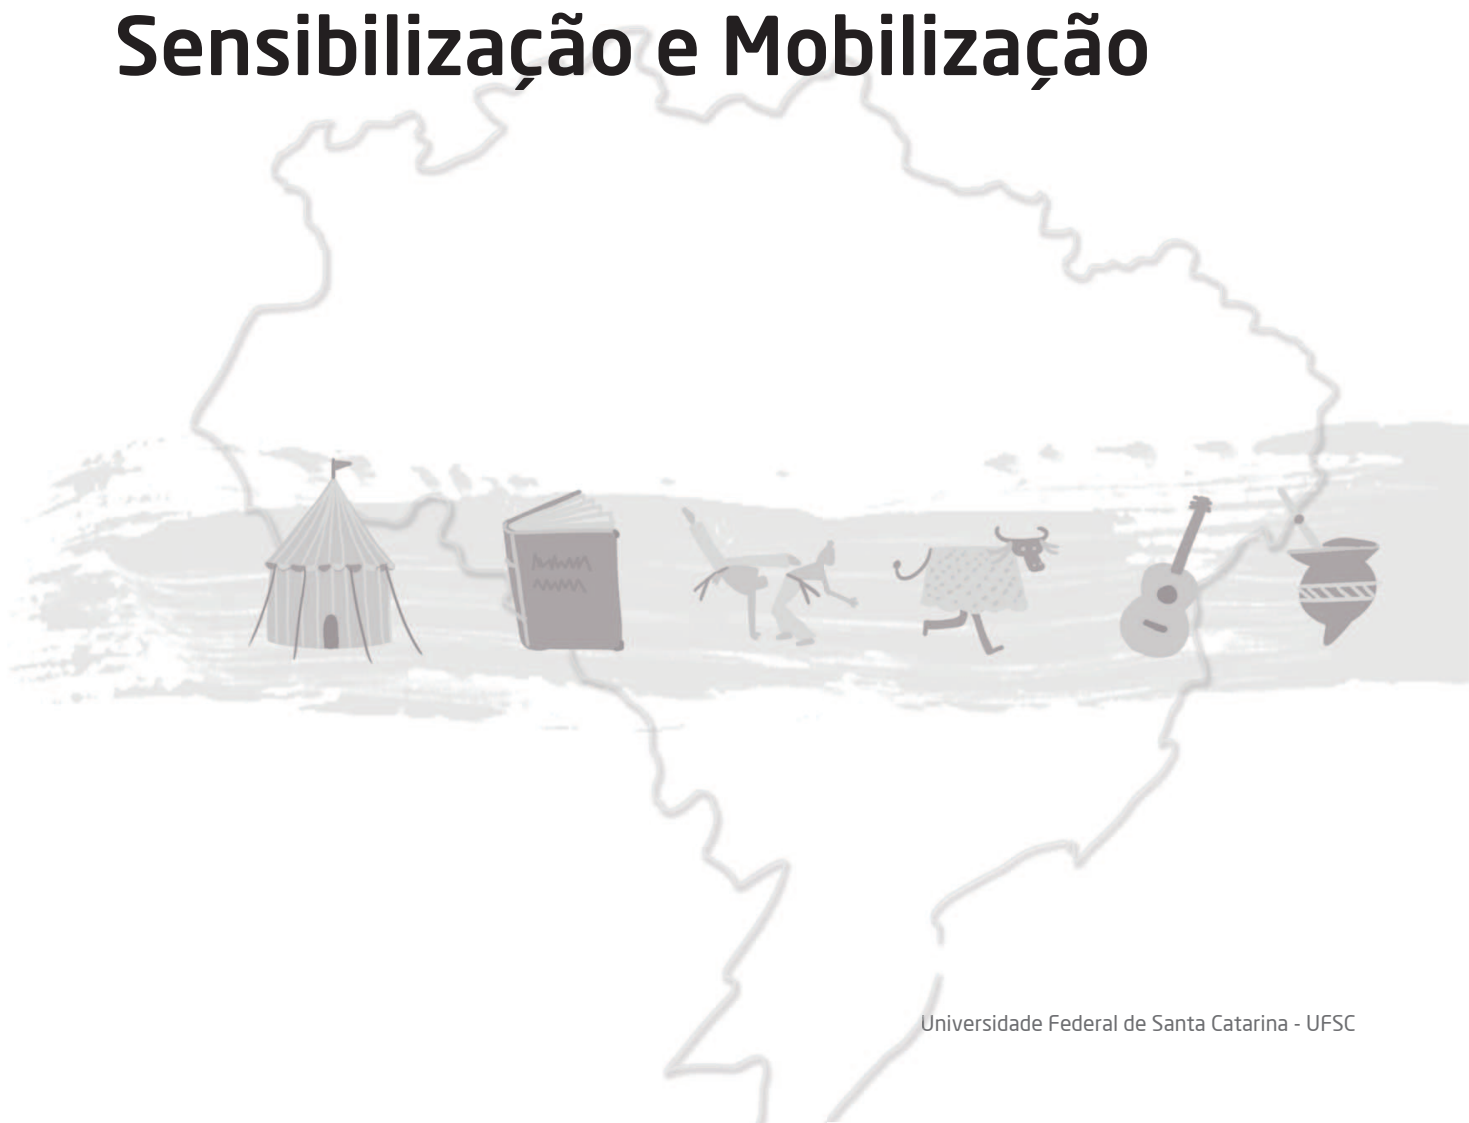 Sensibilização e Mobilização
Universidade Federal de Santa Catarina - UFSC